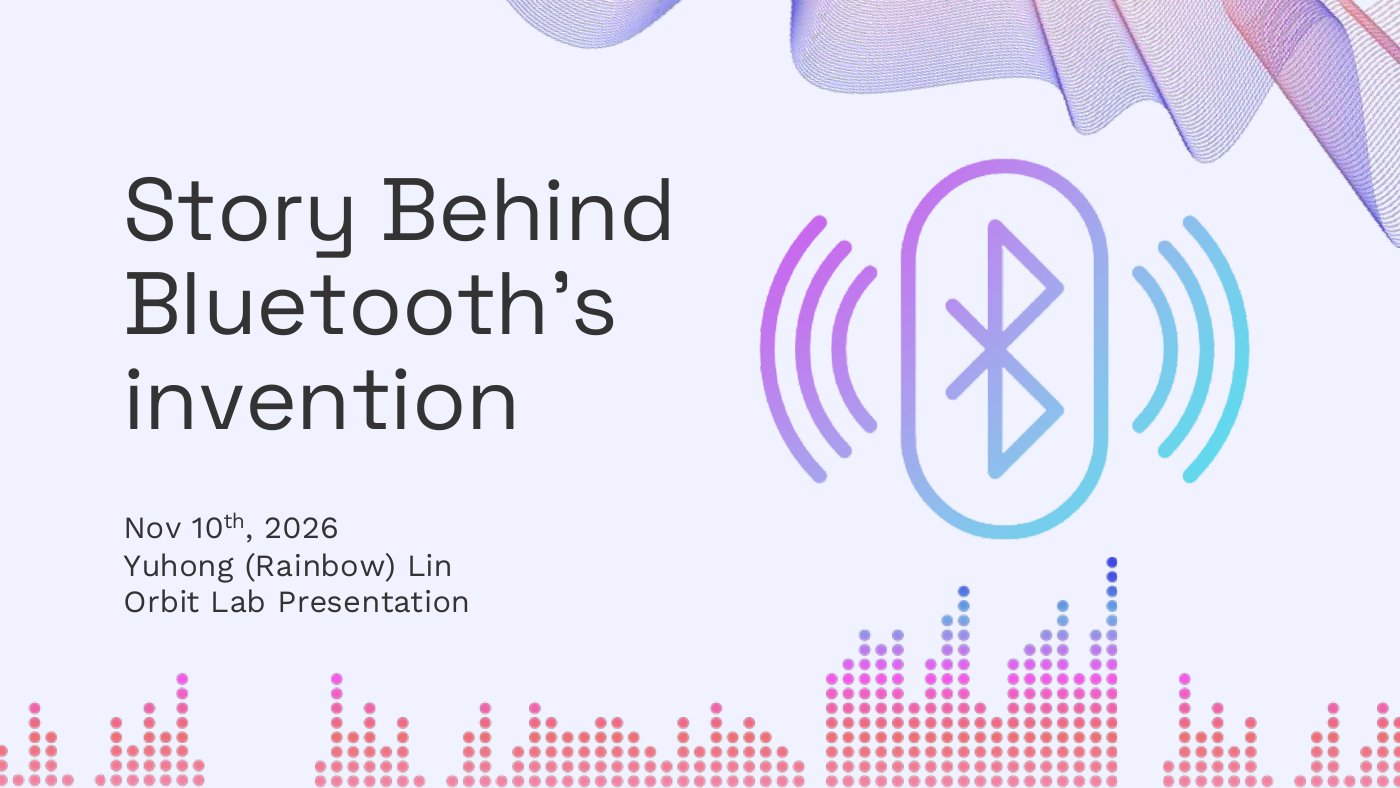 Story Behind
Bluetooth’s
invention
Nov 10th, 2026
Yuhong (Rainbow) Lin
Orbit Lab Presentation